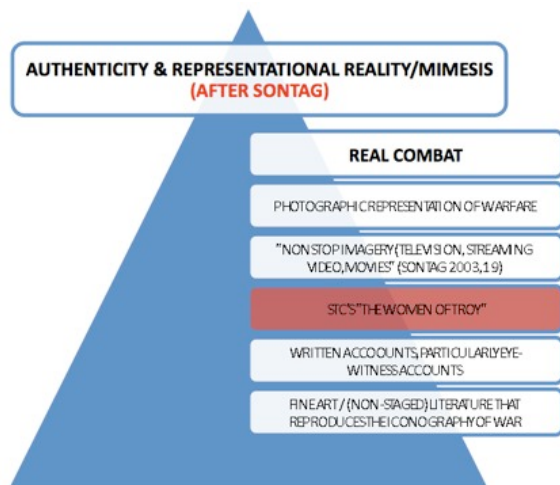 AUTHENTICITY & REPRESENTATIONAL REALITY/MIMESIS
(AFTER SONTAG)
REAL COMBAT
PHOTOGRAPHIC REPRESENTATION OF WARFARE
"NON STOP IMAGERY (TELEVISION, STREAMING
VIDEO, MOVIES" (SONTAG 2003, 19)
STC'S "THE WOMEN OF TROY"
WRITTEN ACCOOUNTS, PARTICULARLY EYE-
WITNESS ACCOUNTS
FINE ART / (NON-STAGED) LITERATURE THAT
REPRODUCES THE ICONOGRAPHY OF WAR